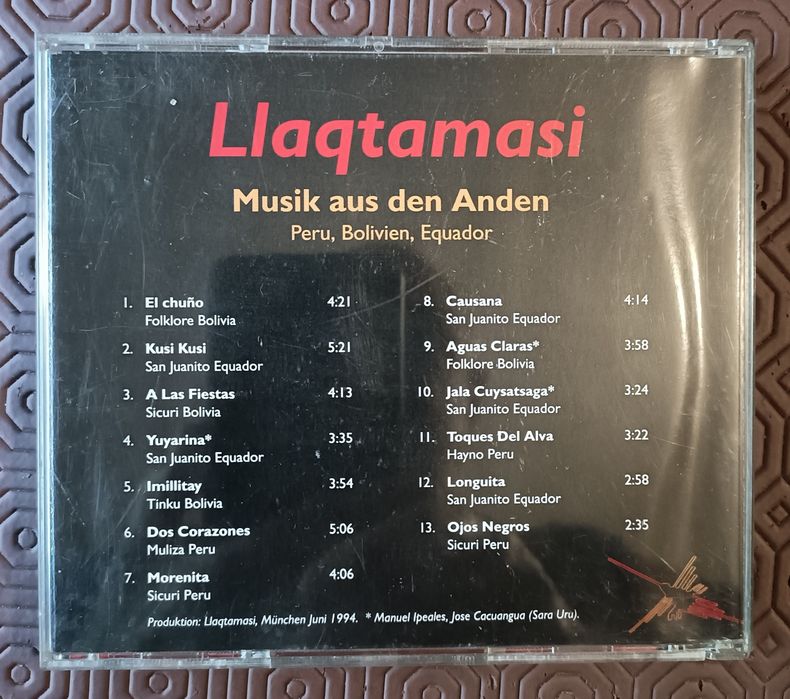 Llaqtamasi
Musik aus den Anden
Peru, Bolivien, Equador
1. El chuño 4:21
Folklore Bolivia
2. Kusi Kusi 5:21
San Juanito Equador
3. A Las Fiestas 4:13
Sicuri Bolivia
4. Yuyarina* 3:35
San Juanito Equador
5. Imillitay 3:54
Tinku Bolivia
6. Dos Corazones 5:06
Muliza Peru
7. Morenita 4:06
Sicuri Peru
8. Causana 4:14
San Juanito Equador
9. Aguas Claras* 3:58
Folklore Bolivia
10. Jala Cuysatsaga* 3:24
San Juanito Equador
11. Toques Del Alva 3:22
Hayno Peru
12. Longuita 2:58
San Juanito Equador
13. Ojos Negros 2:35
Sicuri Peru
Produktion: Llaqtamasi, München Juni 1994. * Manuel Ipeales, Jose Cacuangua (Sara Uru).